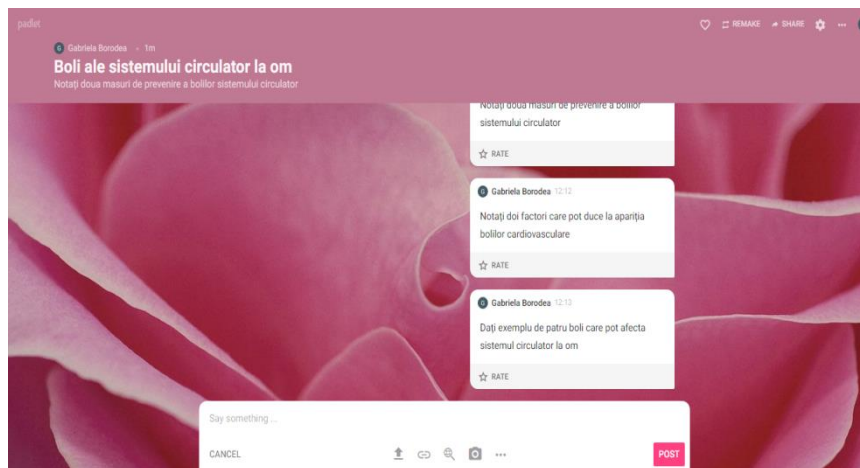 padlet
REMAKE SHARE
G Gabriela Borodea 1m
Boli ale sistemului circulator la om
Notați doua masuri de prevenire a bolilor sistemului circulator
Notați doua masuri de prevenire a bolilor
sistemului circulator
RATE
G Gabriela Borodea 12:12
Notați doi factori care pot duce la apariția
bolilor cardiovasculare
RATE
G Gabriela Borodea 12:13
Dați exemplu de patru boli care pot afecta
sistemul circulator la om
RATE
Say something ...
CANCEL
POST